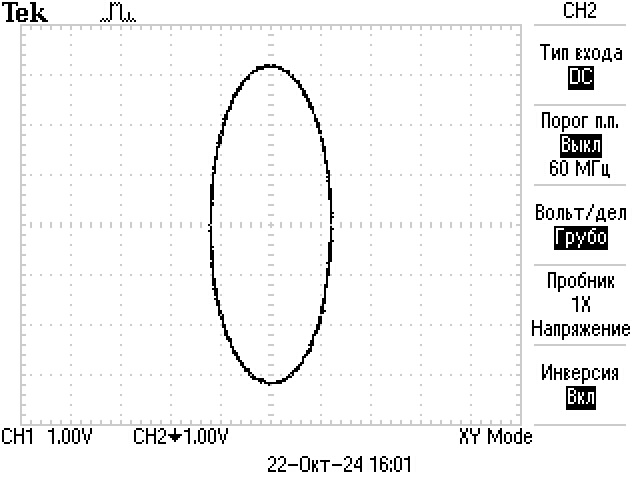 Tek
CH2
Тип входа
DC
Порог п.п.
Выкл
60 МГц
Вольт/дел
Грубо
Пробник
1X
Напряжение
Инверсия
Вкл
CH1 1.00V CH2 1.00V XY Mode
22-Окт-24 16:01